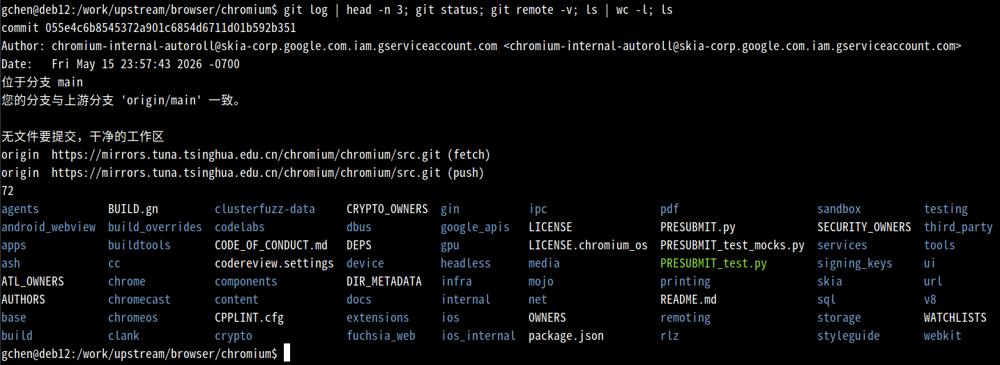 gchen@deb12:/work/upstream/browser/chromium$ git log | head -n 3; git status; git remote -v; ls | wc -l; ls
commit 055e4c6b8545372a901c6854d6711d01b592b351
Author: chromium-internal-autoroll@skia-corp.google.com.iam.gserviceaccount.com <chromium-internal-autoroll@skia-corp.google.com.iam.gserviceaccount.com>
Date:   Fri May 15 23:57:43 2026 -0700
位于分支 main
您的分支与上游分支 'origin/main' 一致。

无文件要提交，干净的工作区
origin  https://mirrors.tuna.tsinghua.edu.cn/chromium/chromium/src.git (fetch)
origin  https://mirrors.tuna.tsinghua.edu.cn/chromium/chromium/src.git (push)
72
agents           BUILD.gn         clusterfuzz-data     CRYPTO_OWNERS  gin           ipc                  pdf                      sandbox          testing
android_webview  build_overrides  codelabs             dbus           google_apis   LICENSE              PRESUBMIT.py             SECURITY_OWNERS  third_party
apps             buildtools       CODE_OF_CONDUCT.md   DEPS           gpu           LICENSE.chromium_os  PRESUBMIT_test_mocks.py  services         tools
ash              cc               codereview.settings  device         headless      media                PRESUBMIT_test.py        signing_keys     ui
ATL_OWNERS       chrome           components           DIR_METADATA   infra         mojo                 printing                 skia             url
AUTHORS          chromecast       content              docs           internal      net                  README.md                sql              v8
base             chromeos         CPPLINT.cfg          extensions     ios           OWNERS               remoting                 storage          WATCHLISTS
build            clank            crypto               fuchsia_web    ios_internal  package.json         rlz                      styleguide       webkit
gchen@deb12:/work/upstream/browser/chromium$